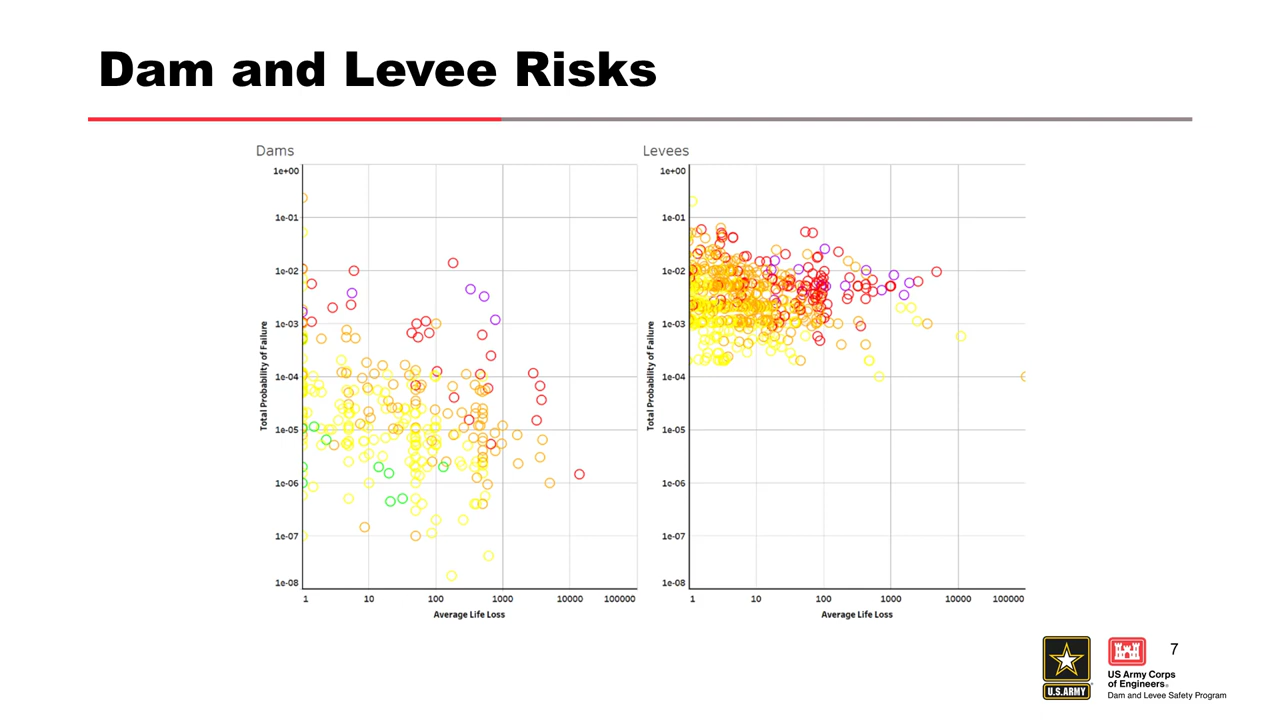 Dam and Levee Risks
Dams
1e+00
1e-01
1e-02
1e-03
1e-04
1e-05
1e-06
1e-07
1e-08
Total Probability of Failure
1 10 100 1000 10000 100000
Average Life Loss
Levees
1e+00
1e-01
1e-02
1e-03
1e-04
1e-05
1e-06
1e-07
1e-08
Total Probability of Failure
1 10 100 1000 10000 100000
Average Life Loss
7
U.S.ARMY
US Army Corps
of Engineers®
Dam and Levee Safety Program